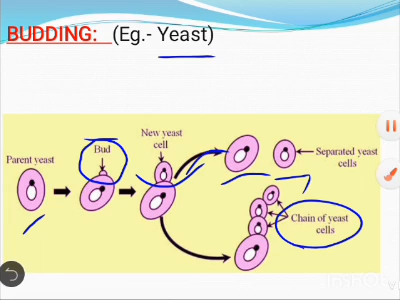 BUDDING: (Eg.- Yeast)
Parent yeast
Bud
New yeast
cell
Separated yeast
cells
Chain of yeast
cells